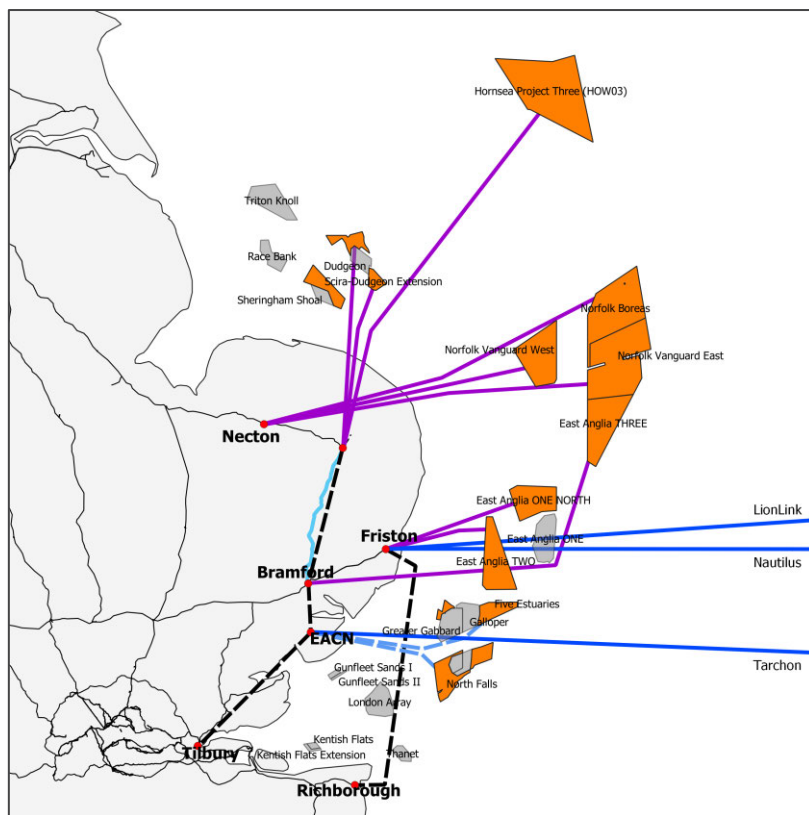 Hornsea Project Three (HOW03)
Triton Knoll
Race Bank
Dudgeon
Scira-Dudgeon Extension
Sheringham Shoal
Norfolk Boreas
Norfolk Vanguard West
Norfolk Vanguard East
East Anglia THREE
Necton
East Anglia ONE NORTH
LionLink
Friston
East Anglia ONE
Nautilus
East Anglia TWO
Bramford
Five Estuaries
Galloper
Greater Gabbard
EACN
Tarchon
Gunfleet Sands I
Gunfleet Sands II
North Falls
London Array
Kentish Flats
Tilbury
Kentish Flats Extension
Thanet
Richborough